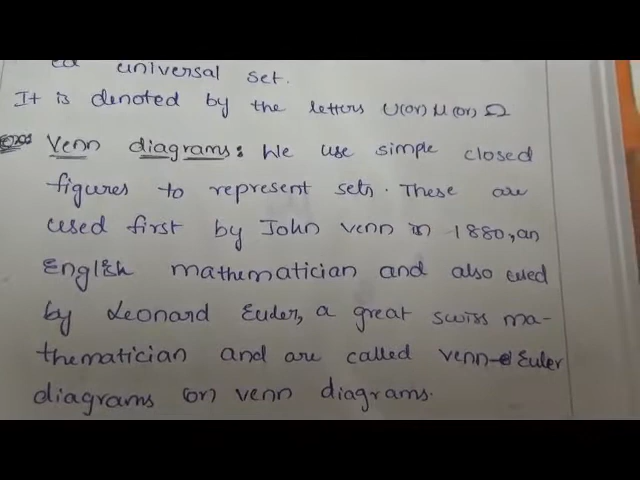 ed universal set.
It is denoted by the letters U (or) μ (or) Ω
Venn diagrams: We use simple closed
figures to represent sets. These are
used first by John venn in 1880, an
English mathematician and also used
by Leonard Euler, a great swiss ma-
thematician and are called venn-Euler
diagrams (or) venn diagrams.